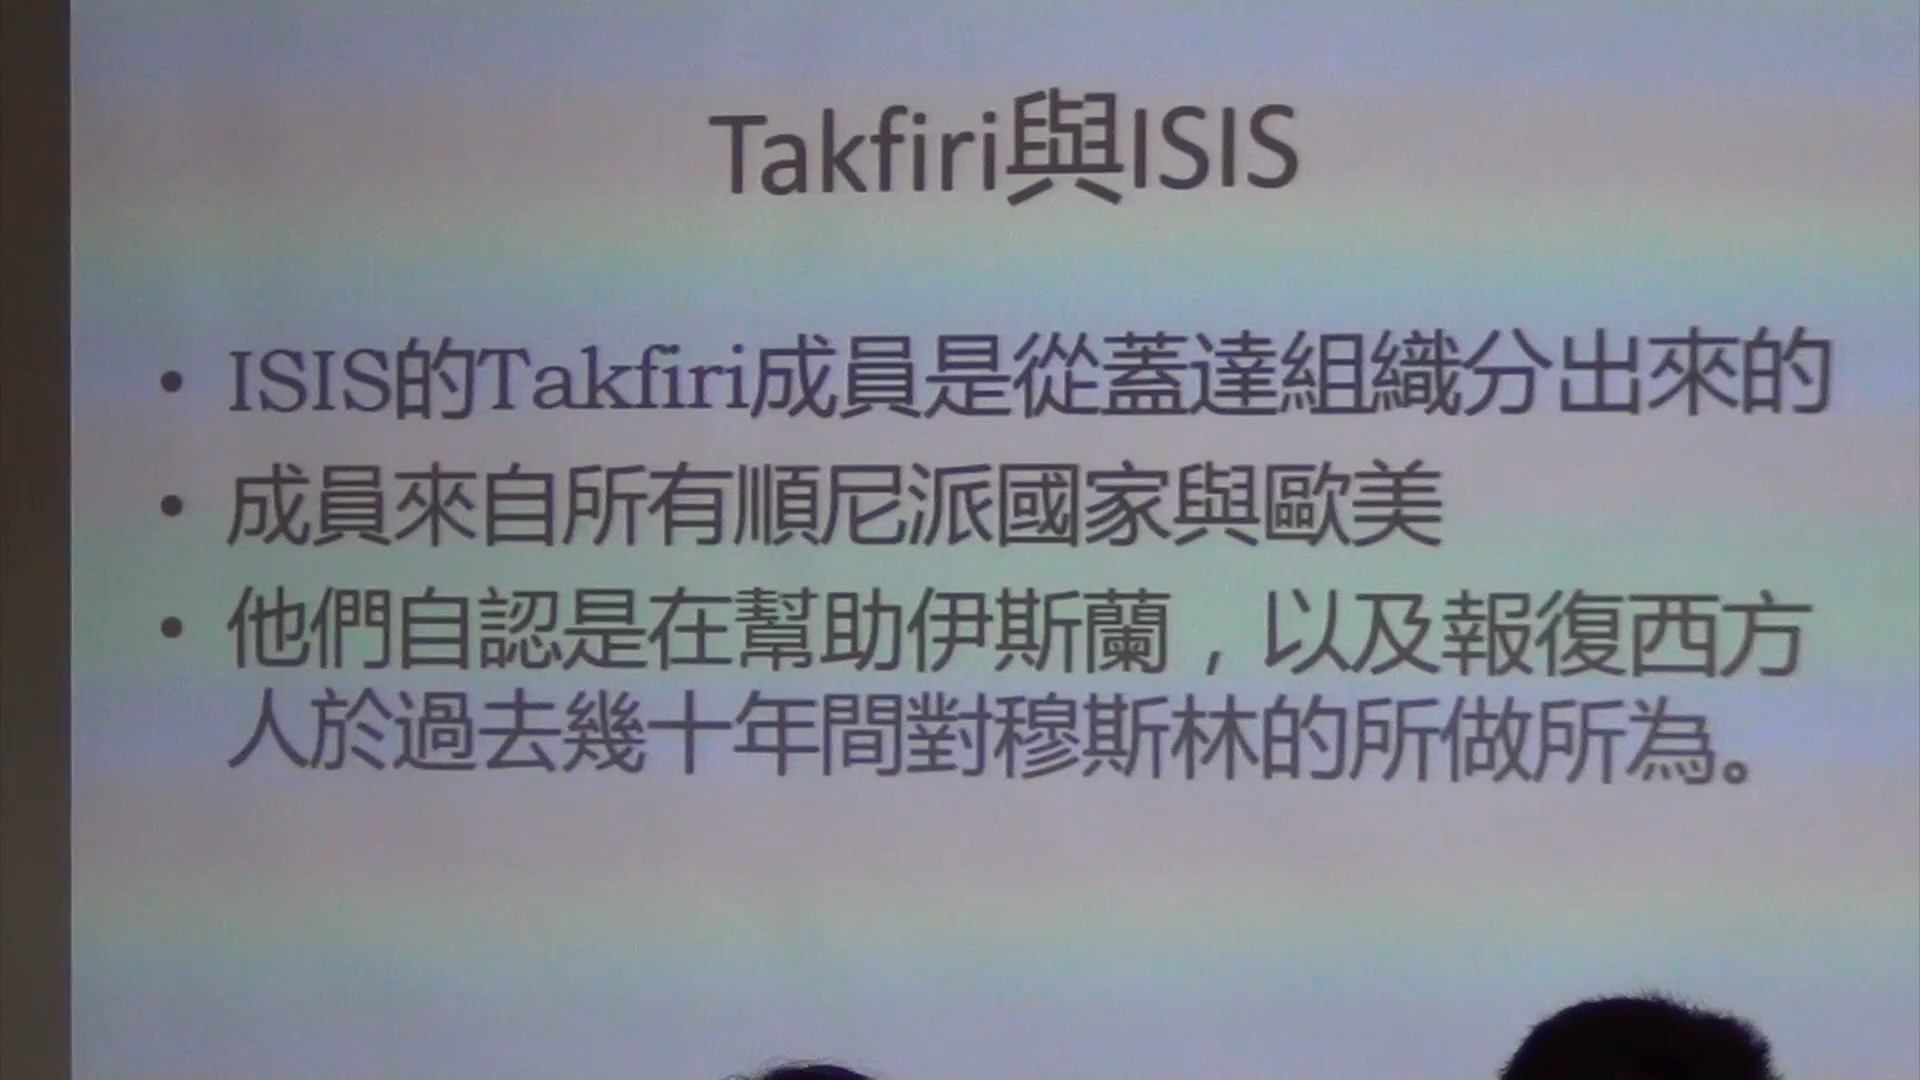 Takfiri與ISIS
• ISIS的Takfiri成員是從蓋達組織分出來的
• 成員來自所有順尼派國家與歐美
• 他們自認是在幫助伊斯蘭，以及報復西方
人於過去幾十年間對穆斯林的所做所為。